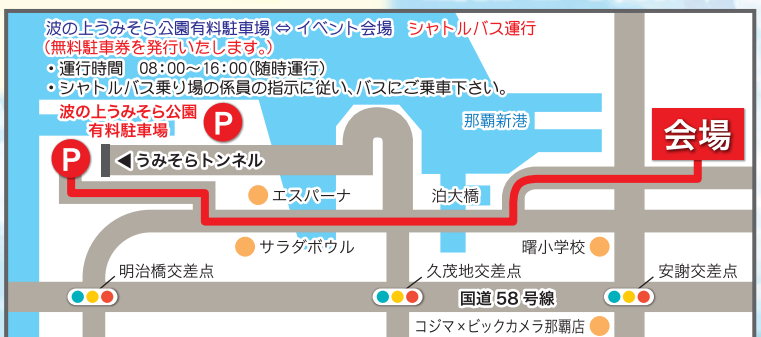 波の上うみそら公園有料駐車場 ⇔ イベント会場　シャトルバス運行
(無料駐車券を発行いたします。)
・運行時間　08:00～16:00(随時運行)
・シャトルバス乗り場の係員の指示に従い、バスにご乗車下さい。
波の上うみそら公園
有料駐車場
P
P
那覇新港
会場
◀うみそらトンネル
エスパーナ
泊大橋
サラダボウル
曙小学校
明治橋交差点
久茂地交差点
安謝交差点
国道58号線
コジマ×ビックカメラ那覇店